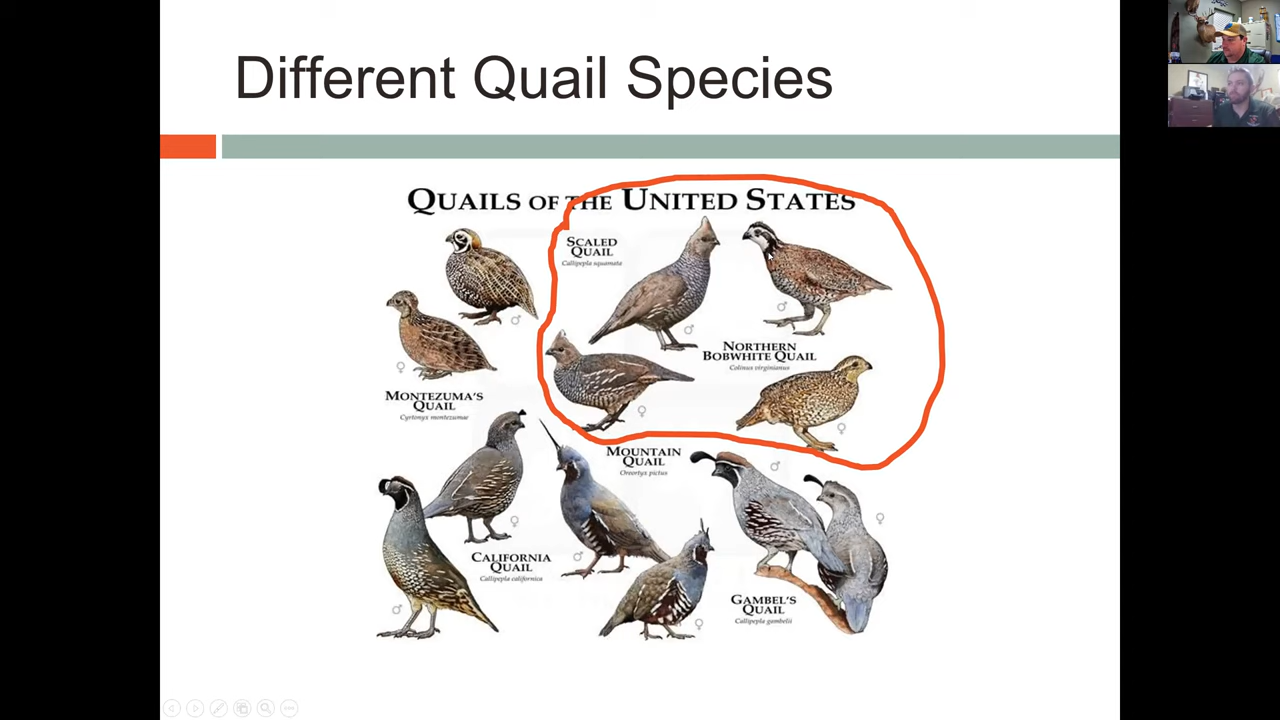 Different Quail Species
QUAILS OF THE UNITED STATES
SCALED
QUAIL
Callipepla squamata
NORTHERN
BOBWHITE QUAIL
Colinus virginianus
MONTEZUMA'S
QUAIL
Cyrtonyx montezumae
MOUNTAIN
QUAIL
Oreortyx pictus
CALIFORNIA
QUAIL
Callipepla californica
GAMBEL'S
QUAIL
Callipepla gambelii